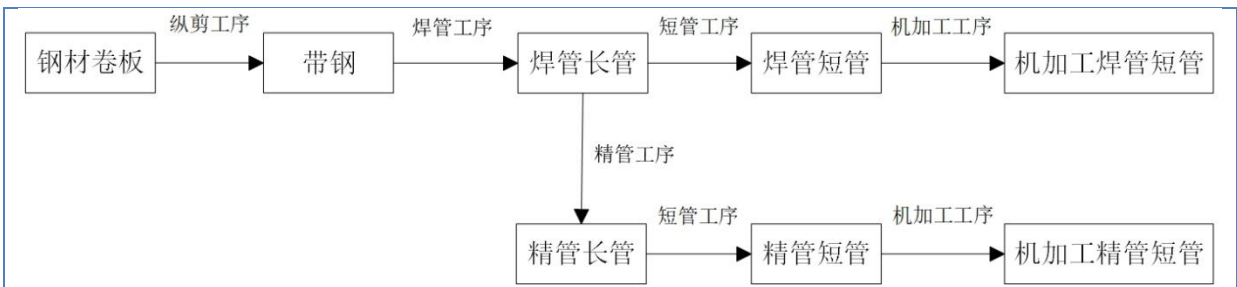 纵剪工序
焊管工序
短管工序
机加工工序
钢材卷板
带钢
焊管长管
焊管短管
机加工焊管短管
精管工序
短管工序
机加工工序
精管长管
精管短管
机加工精管短管